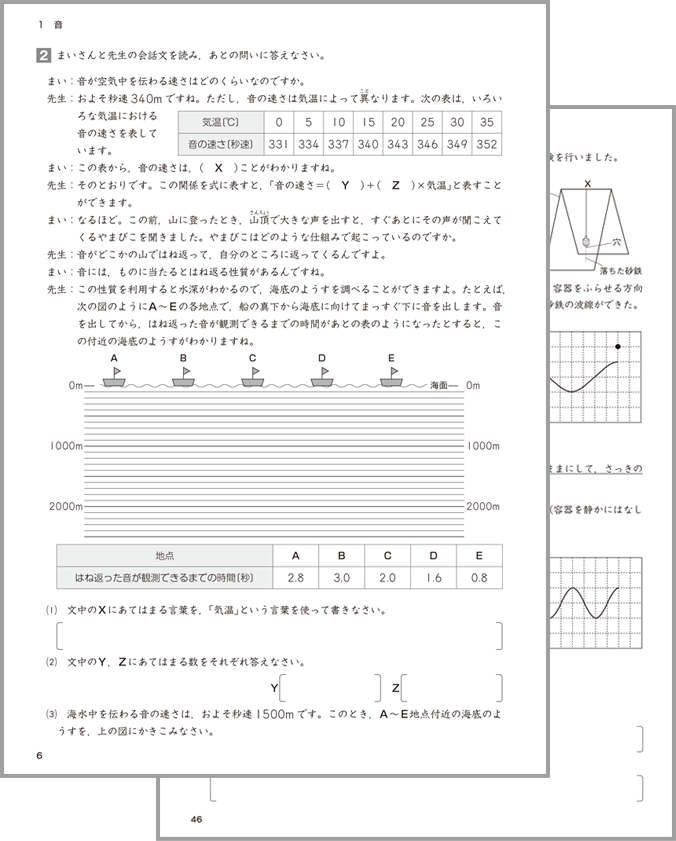 1 音
2 まいさんと先生の会話文を読み，あとの問いに答えなさい。
まい：音が空気中を伝わる速さはどのくらいなのですか。
先生：およそ秒速340mですね。ただし，音の速さは気温によって異なります。次の表は，いろい
こと
ろな気温における
音の速さを表して
います。
気温〔℃〕 0 5 10 15 20 25 30 35
音の速さ〔秒速〕 331 334 337 340 343 346 349 352
まい：この表から，音の速さは，（ X ）ことがわかりますね。
先生：そのとおりです。この関係を式に表すと，「音の速さ＝（ Y ）＋（ Z ）×気温」と表すこと
ができます。
まい：なるほど。この前，山に登ったとき，山頂で大きな声を出すと，すぐあとにその声が聞こえて
さんちょう
くるやまびこを聞きました。やまびこはどのような仕組みで起こっているのですか。
先生：音がどこかの山ではね返って，自分のところに返ってくるんですよ。
まい：音には，ものに当たるとはね返る性質があるんですね。
先生：この性質を利用すると水深がわかるので，海底のようすを調べることができますよ。たとえば，
次の図のようにA～Eの各地点で，船の真下から海底に向けてまっすぐ下に音を出します。音
を出してから，はね返った音が観測できるまでの時間があとの表のようになったとすると，こ
の付近の海底のようすがわかりますね。
A B C D E
0m 海面 0m
1000m 1000m
2000m 2000m
地点 A B C D E
はね返った音が観測できるまでの時間〔秒〕 2.8 3.0 2.0 1.6 0.8
(1) 文中のXにあてはまる言葉を，「気温」という言葉を使って書きなさい。
(2) 文中のY，Zにあてはまる数をそれぞれ答えなさい。
Y Z
(3) 海水中を伝わる音の速さは，およそ秒速1500mです。このとき，A～E地点付近の海底のよ
うすを，上の図にかきこみなさい。
6
を行いました。
X
穴
落ちた砂鉄
容器をふらせる方向
鉄の波線ができた。
まにして，さっきの
（容器を静かにはなし
46